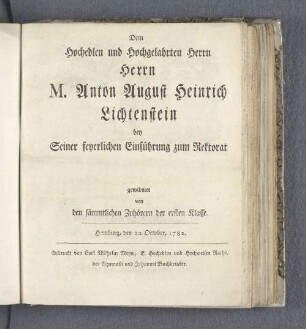 Dem
Hochedlen und Hochgelahrten Herrn
Herrn
M. Anton August Heinrich
Lichtenstein
bey
Seiner feyerlichen Einführung zum Rektorat
gewidmet
von
den sämmtlichen Zuhörern der ersten Klasse.
Hamburg, den 22 October, 1782.
Gedruckt von Carl Wilhelm Meyn, E. Hochedlen und Hochweisen Raths,
des Gymnasii und Johannei Buchdrucker.